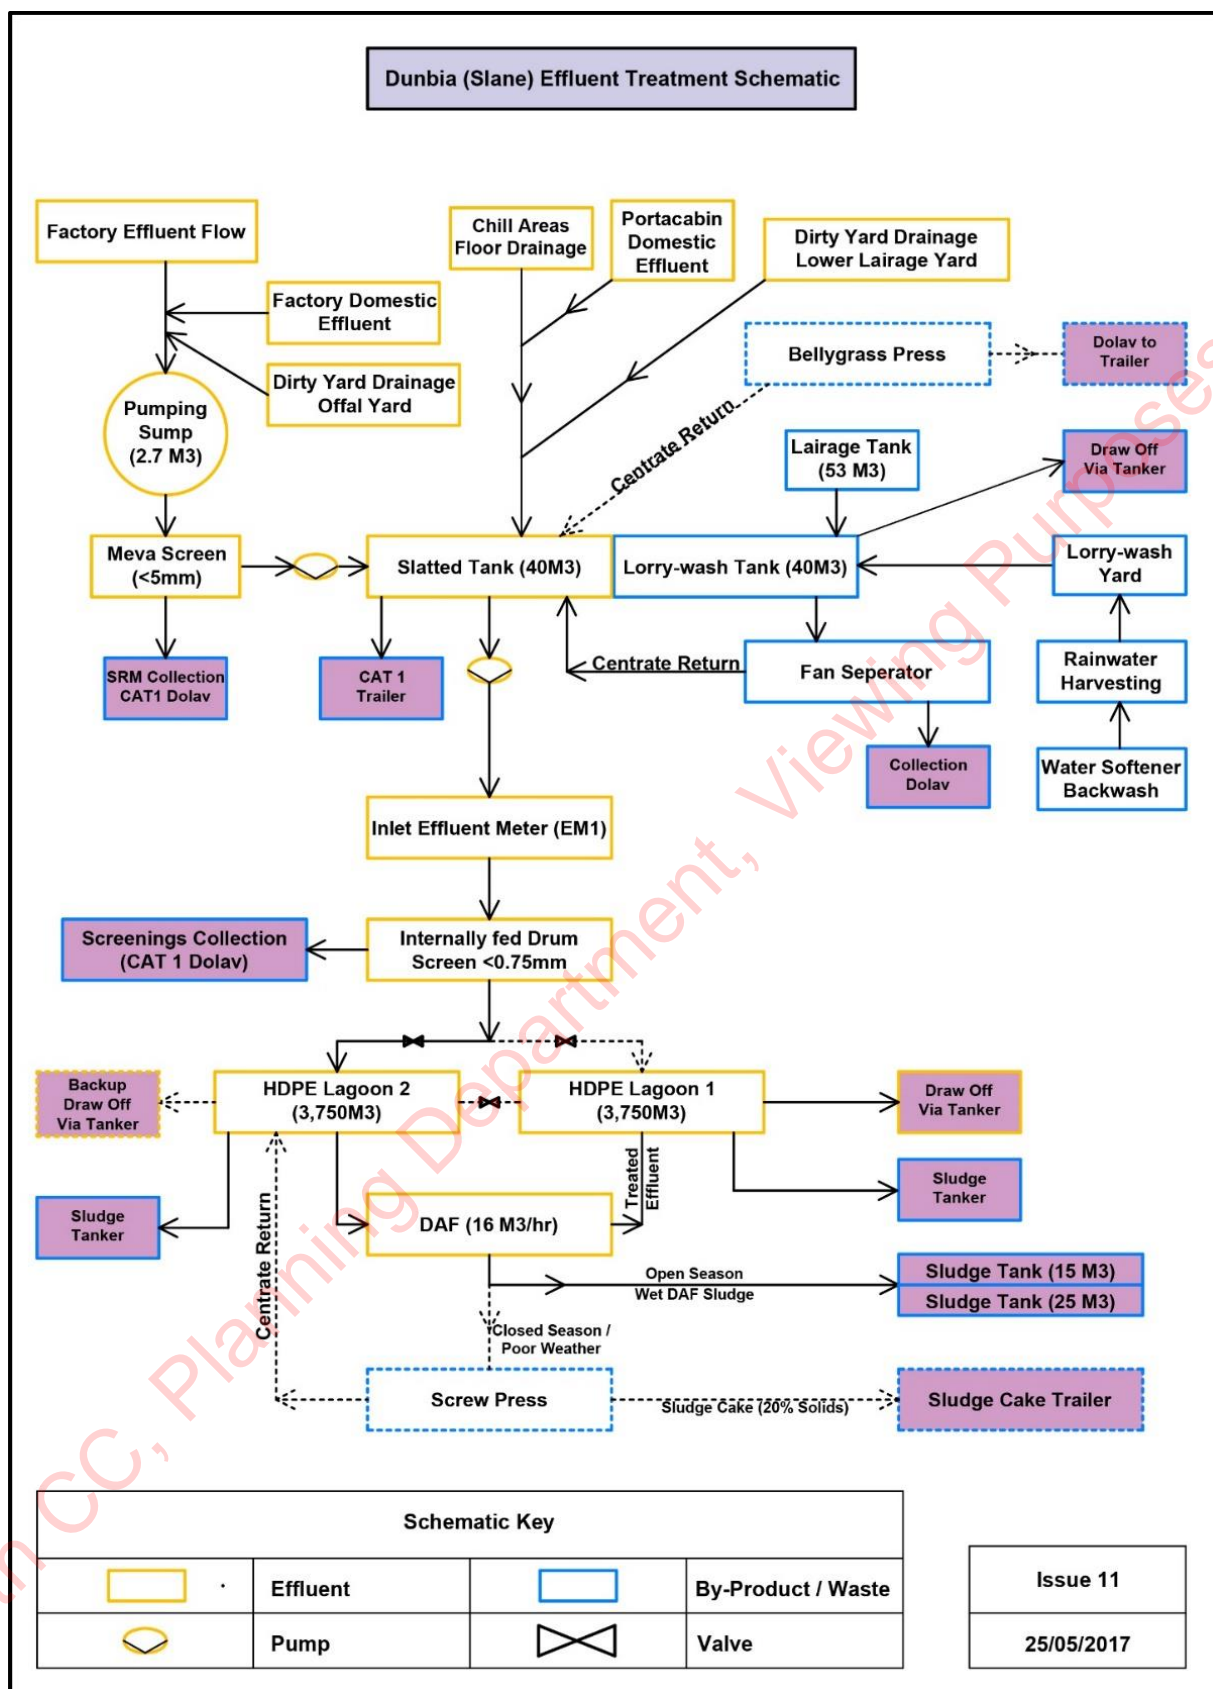 Dunbia (Slane) Effluent Treatment Schematic
Factory Effluent Flow
Chill Areas
Floor Drainage
Portacabin
Domestic
Effluent
Dirty Yard Drainage
Lower Lairage Yard
Factory Domestic
Effluent
Dirty Yard Drainage
Offal Yard
Bellygrass Press
Dolav to
Trailer
Pumping
Sump
(2.7 M3)
Centrate Return
Lairage Tank
(53 M3)
Draw Off
Via Tanker
Meva Screen
(<5mm)
Slatted Tank (40M3)
Lorry-wash Tank (40M3)
Lorry-wash
Yard
SRM Collection
CAT1 Dolav
CAT 1
Trailer
Centrate Return
Fan Seperator
Rainwater
Harvesting
Collection
Dolav
Water Softener
Backwash
Inlet Effluent Meter (EM1)
Screenings Collection
(CAT 1 Dolav)
Internally fed Drum
Screen <0.75mm
Backup
Draw Off
Via Tanker
HDPE Lagoon 2
(3,750M3)
HDPE Lagoon 1
(3,750M3)
Draw Off
Via Tanker
Sludge
Tanker
Centrate Return
DAF (16 M3/hr)
Treated
Effluent
Sludge
Tanker
Open Season
Wet DAF Sludge
Sludge Tank (15 M3)
Sludge Tank (25 M3)
Closed Season /
Poor Weather
Screw Press
Sludge Cake (20% Solids)
Sludge Cake Trailer
Schematic Key
Effluent
By-Product / Waste
Pump
Valve
Issue 11
25/05/2017
CC, Planning Department, Viewing Purposes